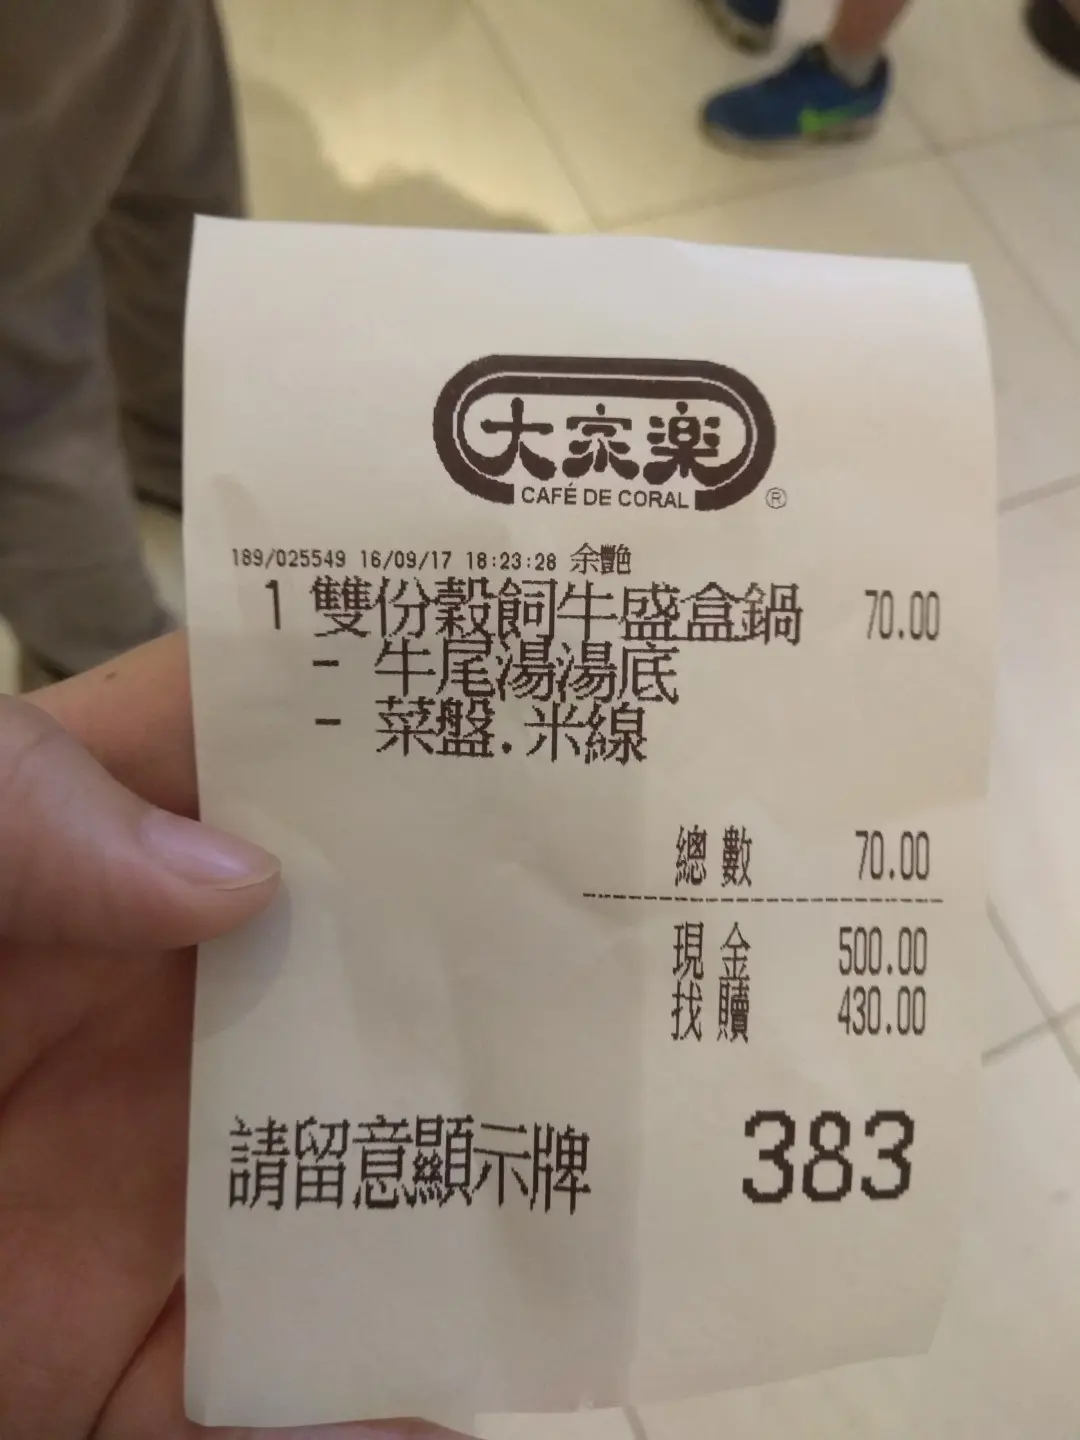 大家楽
CAFÉ DE CORAL ®
189/025549 16/09/17 18:23:28 余艷
1 雙份穀飼牛盛盒鍋 70.00
- 牛尾湯湯底
- 菜盤.米線
總數 70.00
現金 500.00
找贖 430.00
請留意顯示牌 383